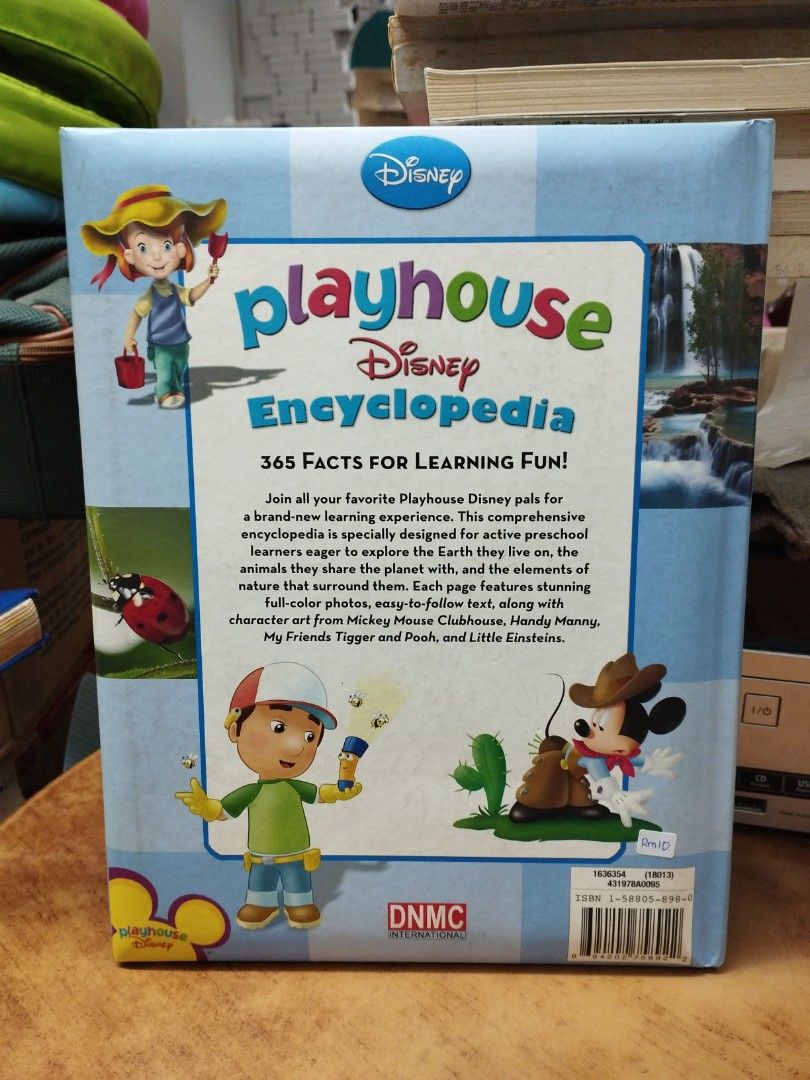 Disney
playhouse
Disney
Encyclopedia
365 Facts for Learning Fun!
Join all your favorite Playhouse Disney pals for
a brand-new learning experience. This comprehensive
encyclopedia is specially designed for active preschool
learners eager to explore the Earth they live on, the
animals they share the planet with, and the elements of
nature that surround them. Each page features stunning
full-color photos, easy-to-follow text, along with
character art from Mickey Mouse Clubhouse, Handy Manny,
My Friends Tigger and Pooh, and Little Einsteins.
I/
CD
Rm10
playhouse
Disney
DNMC
INTERNATIONAL
1636354 (18013)
431978A0095
ISBN 1-58805-898-0
6 94202 75892 2